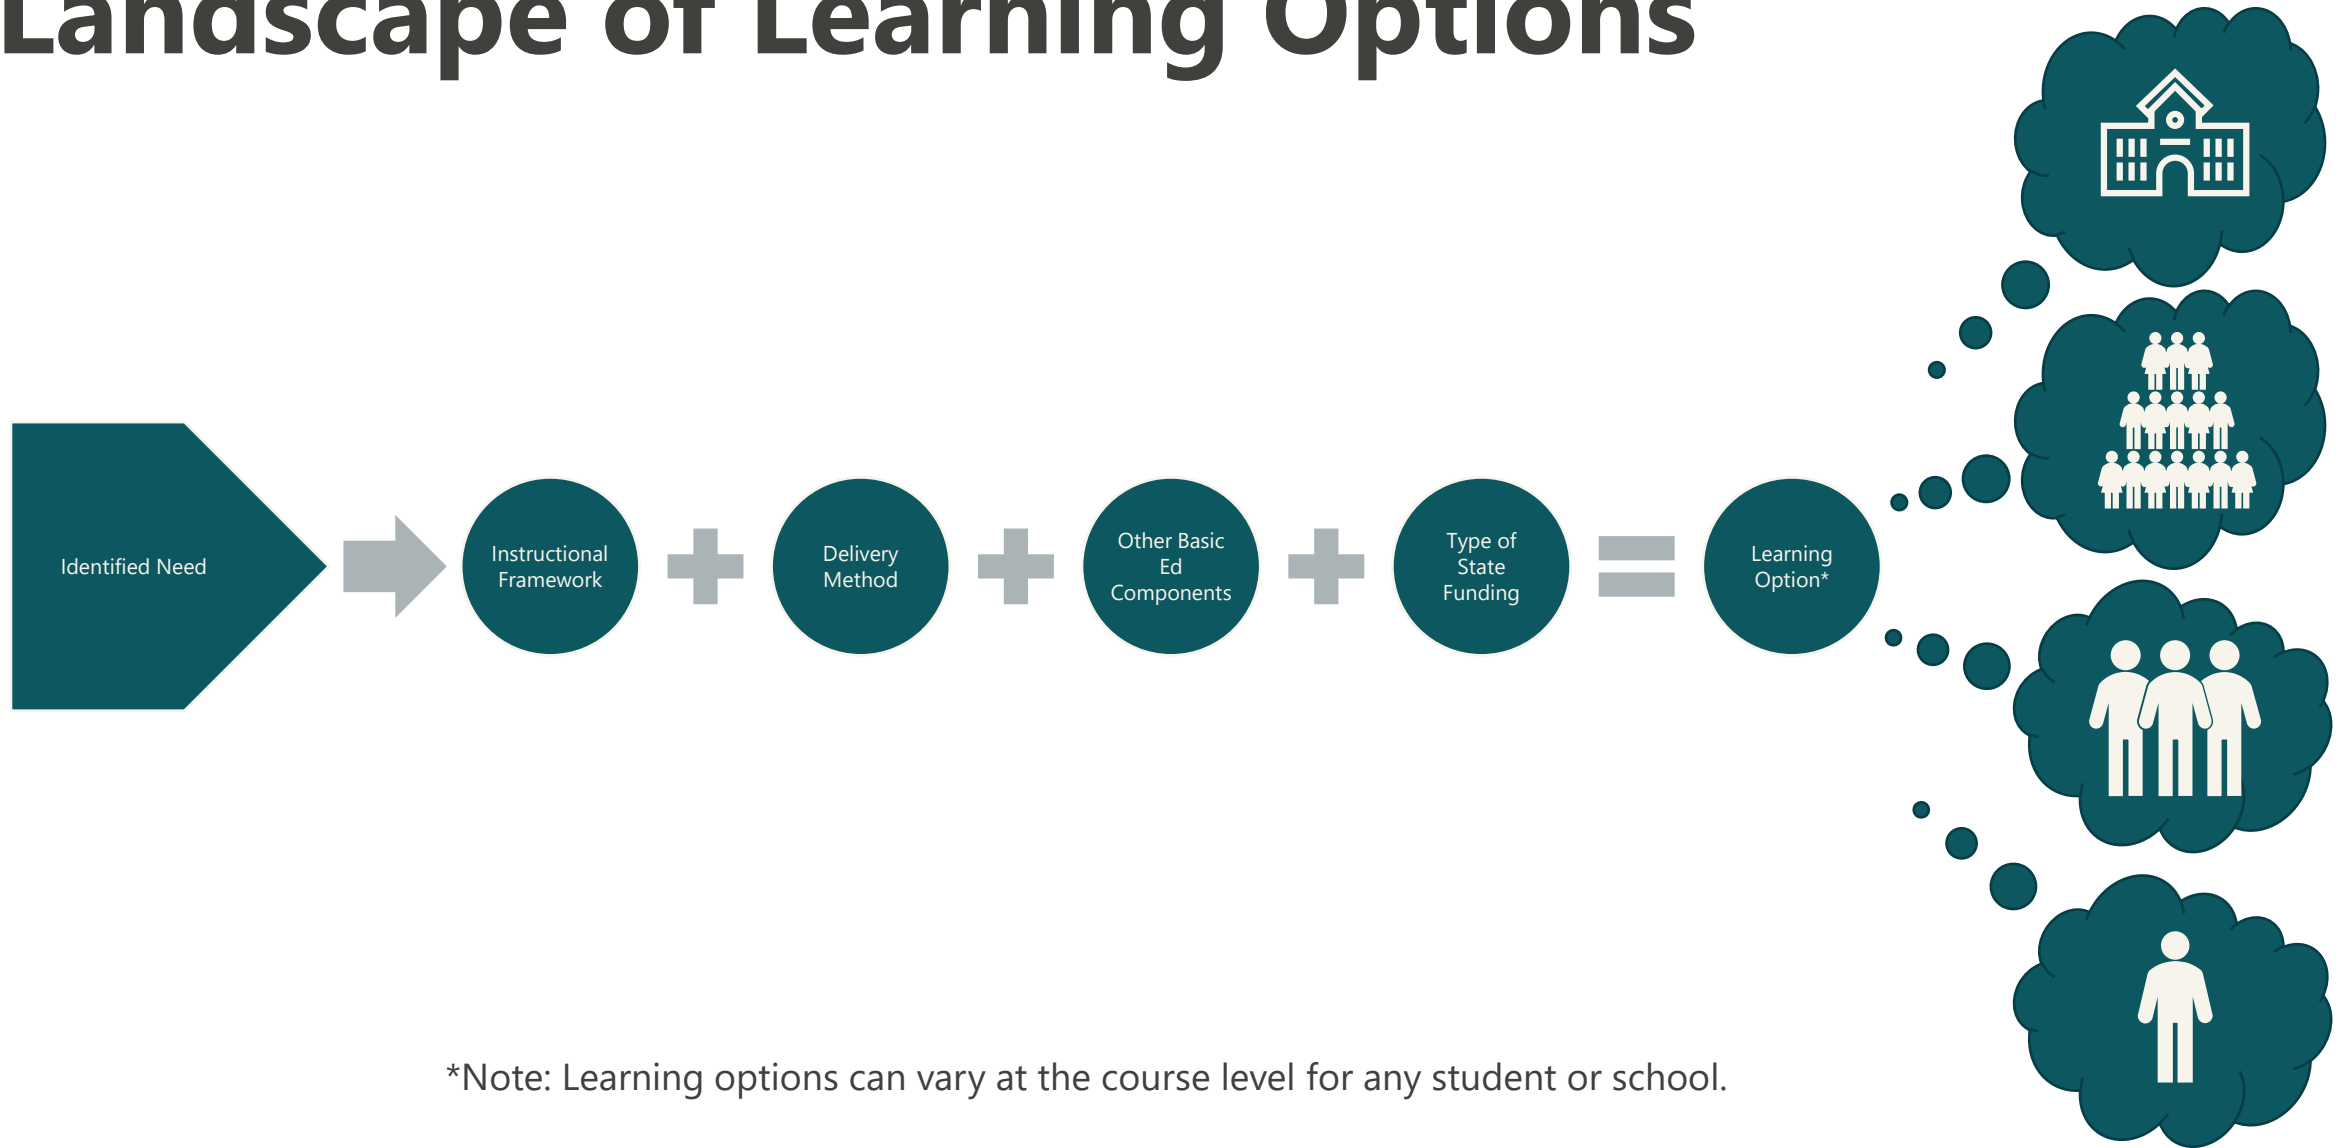 Landscape of Learning Options
Identified Need
Instructional
Framework
Delivery
Method
Other Basic
Ed
Components
Type of
State
Funding
Learning
Option*
*Note: Learning options can vary at the course level for any student or school.